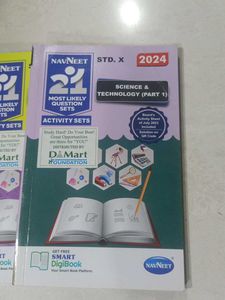 NAVNEET
STD. X
2024
21
MOST LIKELY
QUESTION
SETS
ACTIVITY SETS
SCIENCE &
TECHNOLOGY (PART 1)
Board's
Activity Sheet
of July 2023
Included
Solution on
QR Code
Study Hard! Do Your Best!
Great Opportunities
are there for "YOU!"
DISTRIBUTED BY
D Mart
FOUNDATION
GET FREE
SMART
DigiBook
Your Smart Book Platform
NAVNEET